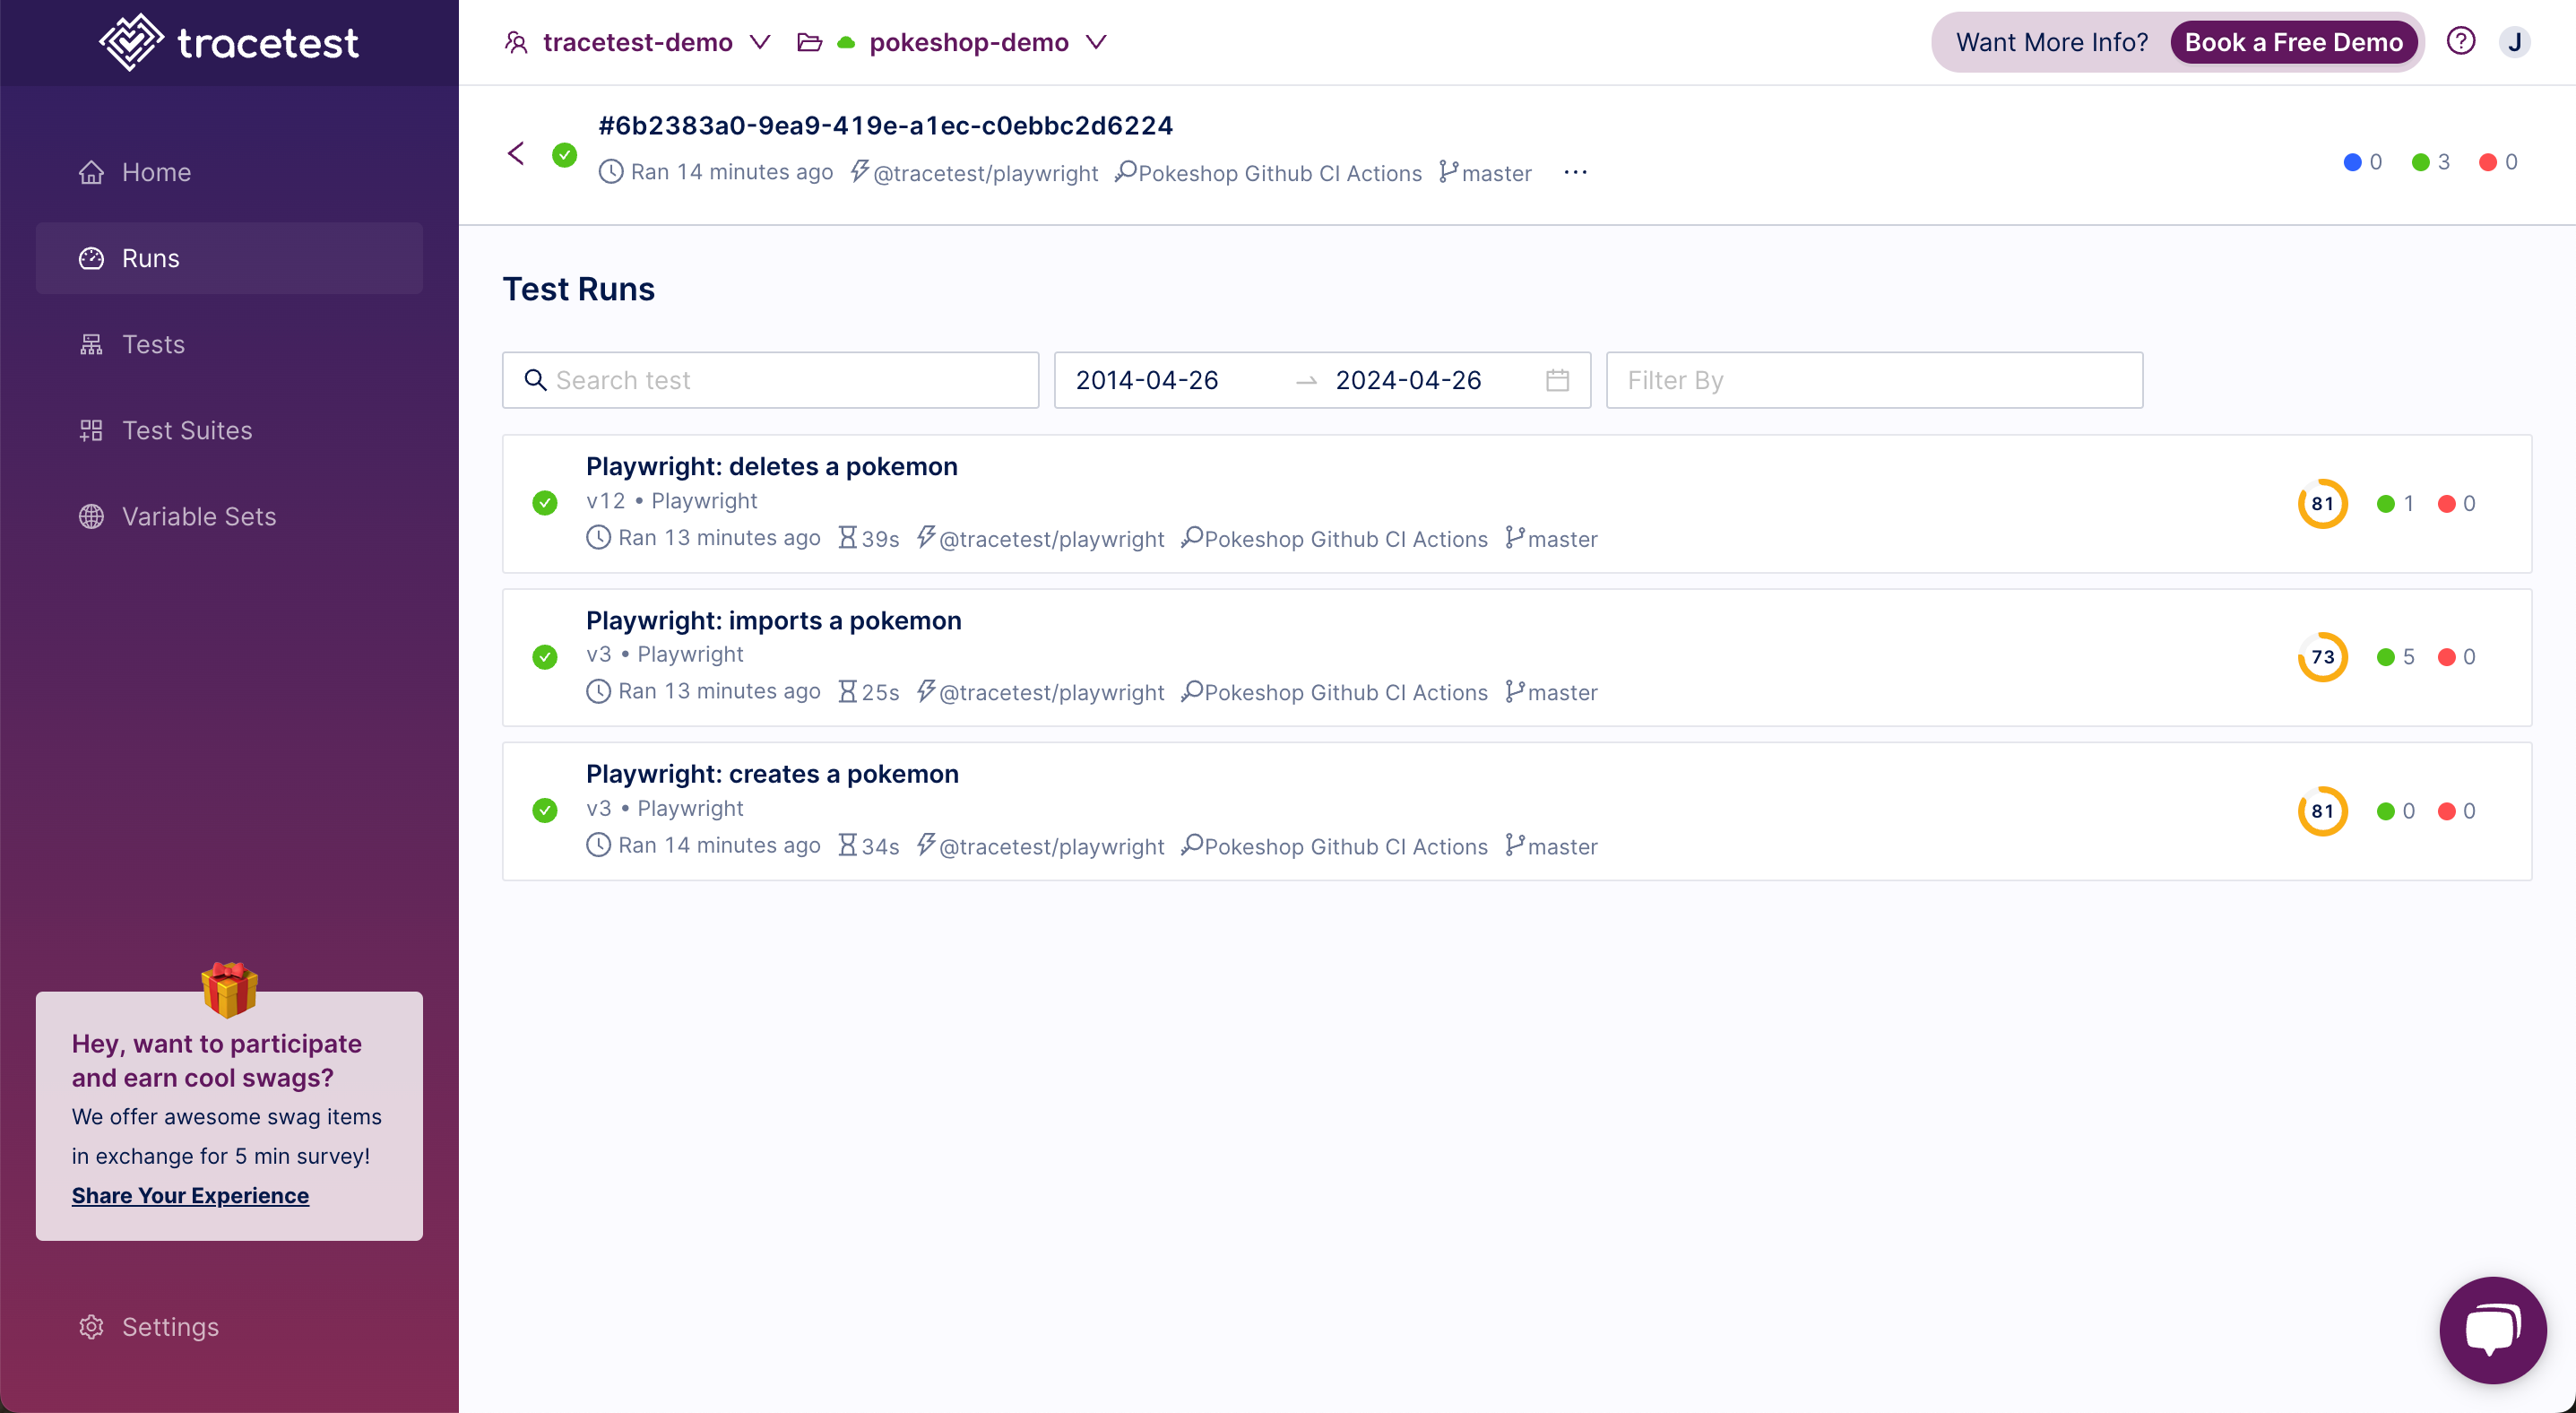 tracetest
tracetest-demo pokeshop-demo
Want More Info? Book a Free Demo ? J
Home
Runs
Tests
Test Suites
Variable Sets
Hey, want to participate
and earn cool swags?
We offer awesome swag items
in exchange for 5 min survey!
Share Your Experience
Settings
#6b2383a0-9ea9-419e-a1ec-c0ebbc2d6224
Ran 14 minutes ago @tracetest/playwright Pokeshop Github CI Actions master ...
0 3 0
Test Runs
Search test 2014-04-26 → 2024-04-26 Filter By
Playwright: deletes a pokemon
v12 • Playwright
Ran 13 minutes ago 39s @tracetest/playwright Pokeshop Github CI Actions master
81 1 0
Playwright: imports a pokemon
v3 • Playwright
Ran 13 minutes ago 25s @tracetest/playwright Pokeshop Github CI Actions master
73 5 0
Playwright: creates a pokemon
v3 • Playwright
Ran 14 minutes ago 34s @tracetest/playwright Pokeshop Github CI Actions master
81 0 0